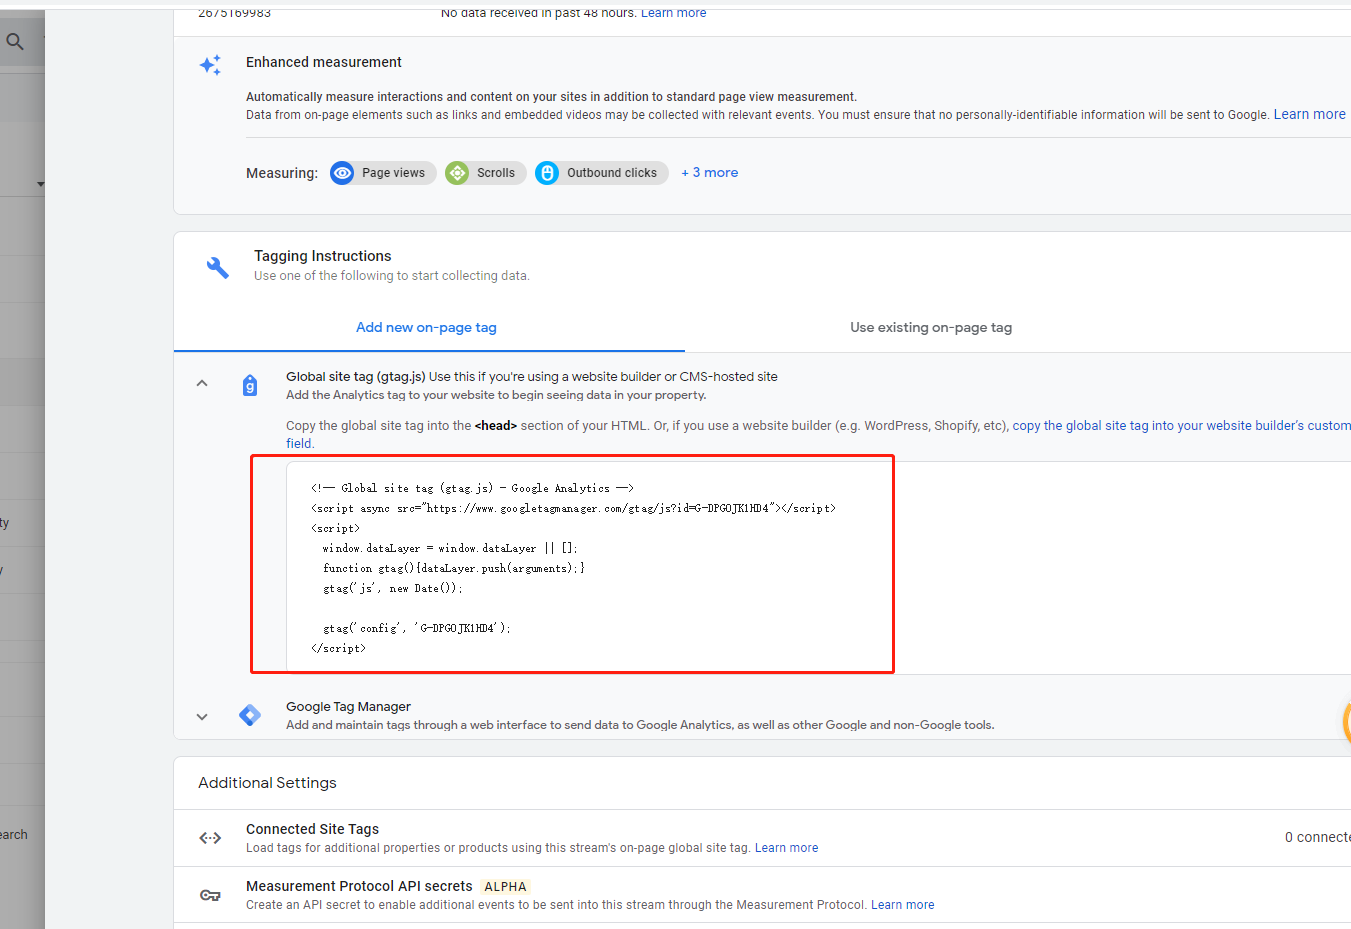 2675169983
No data received in past 48 hours. Learn more
Enhanced measurement
Automatically measure interactions and content on your sites in addition to standard page view measurement.
Data from on-page elements such as links and embedded videos may be collected with relevant events. You must ensure that no personally-identifiable information will be sent to Google. Learn more
Measuring: Page views Scrolls Outbound clicks + 3 more
Tagging Instructions
Use one of the following to start collecting data.
Add new on-page tag
Use existing on-page tag
g
Global site tag (gtag.js) Use this if you're using a website builder or CMS-hosted site
Add the Analytics tag to your website to begin seeing data in your property.
Copy the global site tag into the <head> section of your HTML. Or, if you use a website builder (e.g. WordPress, Shopify, etc), copy the global site tag into your website builder's custom
field.
<!-- Global site tag (gtag.js) - Google Analytics -->
<script async src="https://www.googletagmanager.com/gtag/js?id=G-DPG0JK1HD4"></script>
<script>
window.dataLayer = window.dataLayer || [];
function gtag(){dataLayer.push(arguments);}
gtag('js', new Date());
gtag('config', 'G-DPG0JK1HD4');
</script>
Google Tag Manager
Add and maintain tags through a web interface to send data to Google Analytics, as well as other Google and non-Google tools.
Additional Settings
Connected Site Tags
Load tags for additional properties or products using this stream's on-page global site tag. Learn more
0 connecte
Measurement Protocol API secrets ALPHA
Create an API secret to enable additional events to be sent into this stream through the Measurement Protocol. Learn more
ty
y
earch